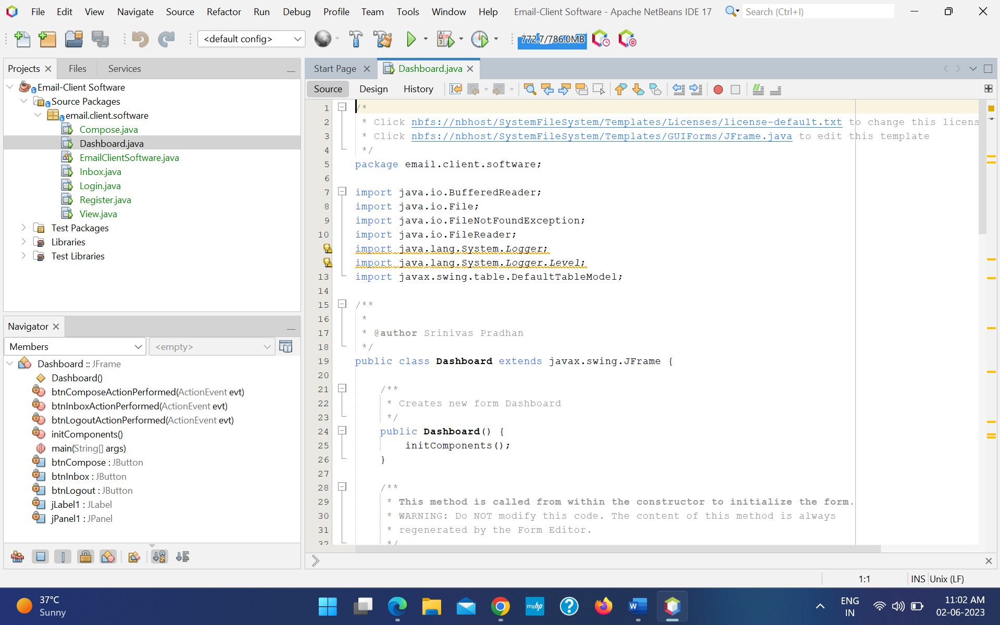 File Edit View Navigate Source Refactor Run Debug Profile Team Tools Window Help Email-Client Software - Apache NetBeans IDE 17 Search (Ctrl+I)
<default config> 772.7/786.0MB
Projects Files Services
Email-Client Software
Source Packages
email.client.software
Compose.java
Dashboard.java
EmailClientSoftware.java
Inbox.java
Login.java
Register.java
View.java
Test Packages
Libraries
Test Libraries
Navigator
Members <empty>
Dashboard :: JFrame
Dashboard()
btnComposeActionPerformed(ActionEvent evt)
btnInboxActionPerformed(ActionEvent evt)
btnLogoutActionPerformed(ActionEvent evt)
initComponents()
main(String[] args)
btnCompose : JButton
btnInbox : JButton
btnLogout : JButton
jLabel1 : JLabel
jPanel1 : JPanel
Start Page Dashboard.java
Source Design History
1 /*
2 * Click nbfs://nbhost/SystemFileSystem/Templates/Licenses/license-default.txt to change this licens
3 * Click nbfs://nbhost/SystemFileSystem/Templates/GUIForms/JFrame.java to edit this template
4 */
5 package email.client.software;
6
7 import java.io.BufferedReader;
8 import java.io.File;
9 import java.io.FileNotFoundException;
10 import java.io.FileReader;
import java.lang.System.Logger;
import java.lang.System.Logger.Level;
13 import javax.swing.table.DefaultTableModel;
14
15 /**
16 *
17 * @author Srinivas Pradhan
18 */
19 public class Dashboard extends javax.swing.JFrame {
20
21 /**
22 * Creates new form Dashboard
23 */
24 public Dashboard() {
25 initComponents();
26 }
27
28 /**
29 * This method is called from within the constructor to initialize the form.
30 * WARNING: Do NOT modify this code. The content of this method is always
31 * regenerated by the Form Editor.
32 */
1:1 INS Unix (LF)
37°C
Sunny
myhp
ENG
IN
11:02 AM
02-06-2023